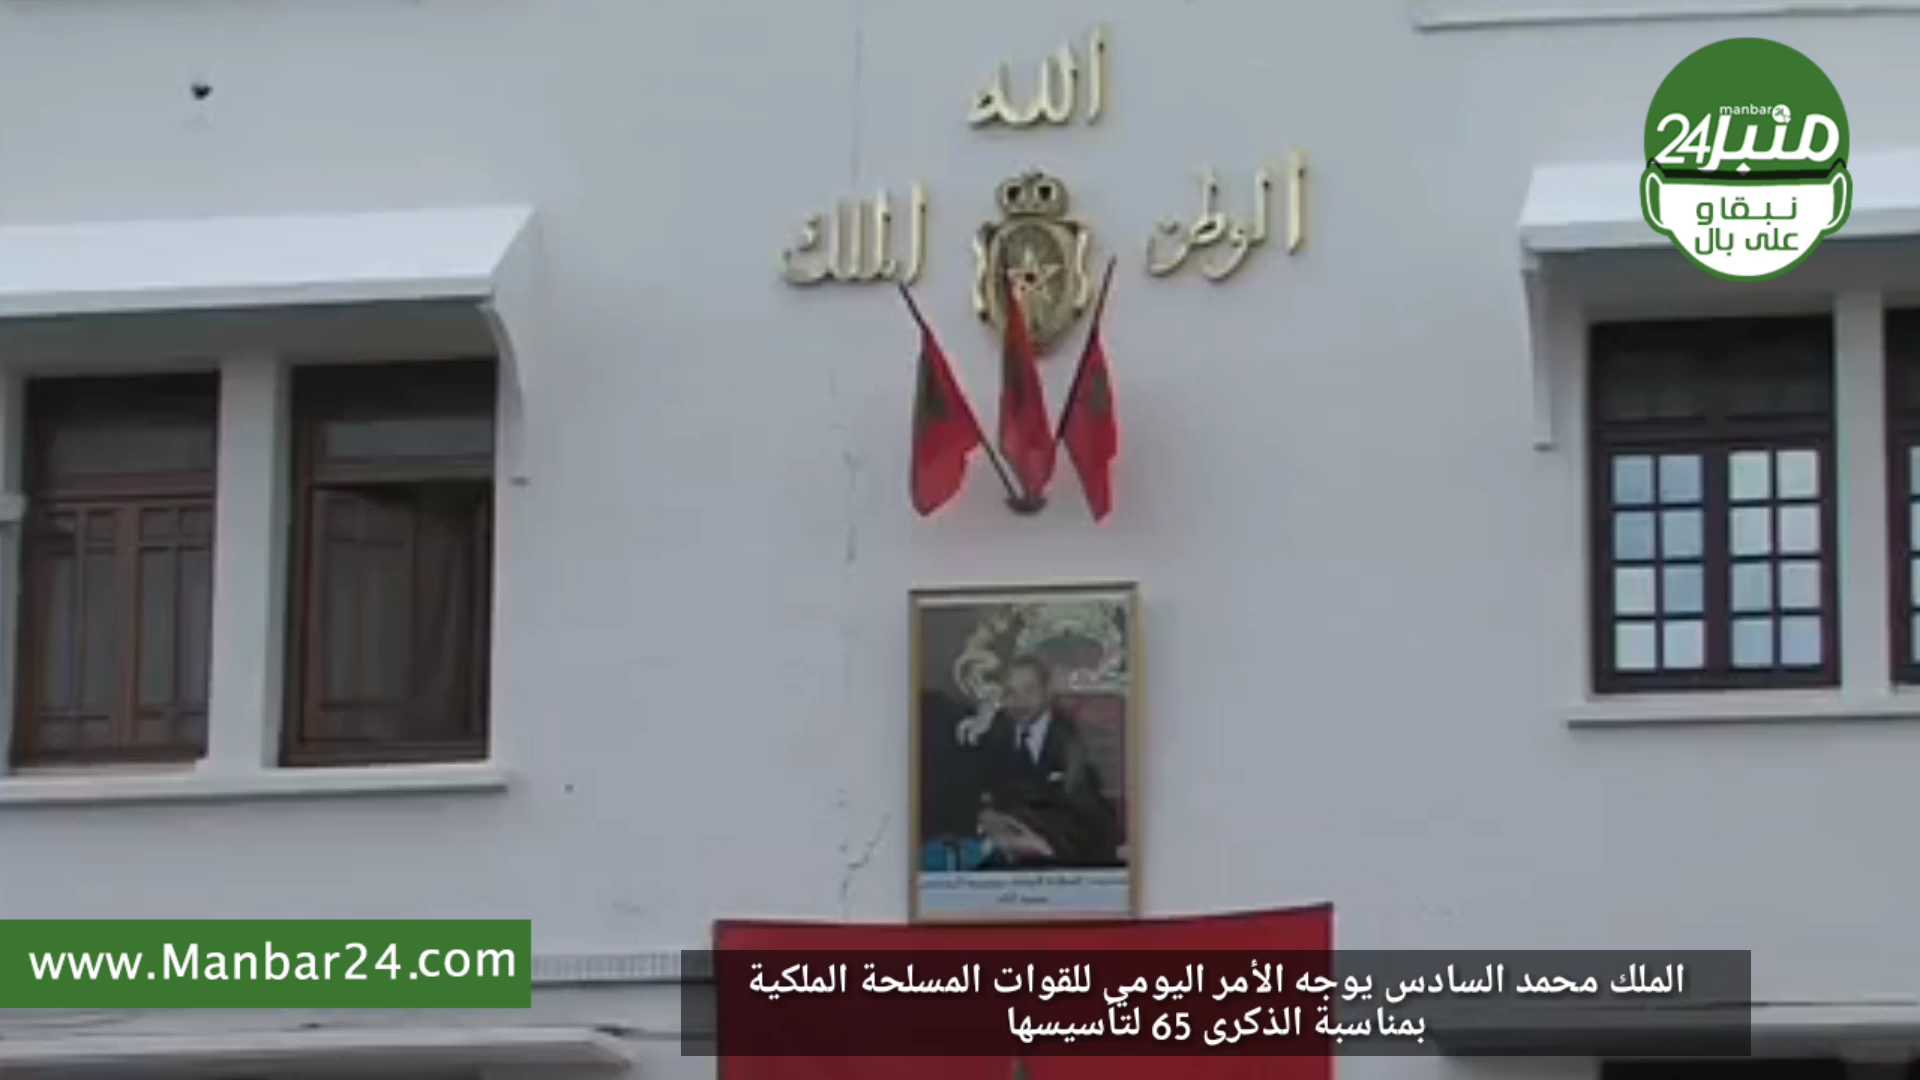 الله
الوطن
الملك
manbar24
منبر24
نبقاو
على بال
www.Manbar24.com
الملك محمد السادس يوجه الأمر اليومي للقوات المسلحة الملكية
بمناسبة الذكرى 65 لتأسيسها